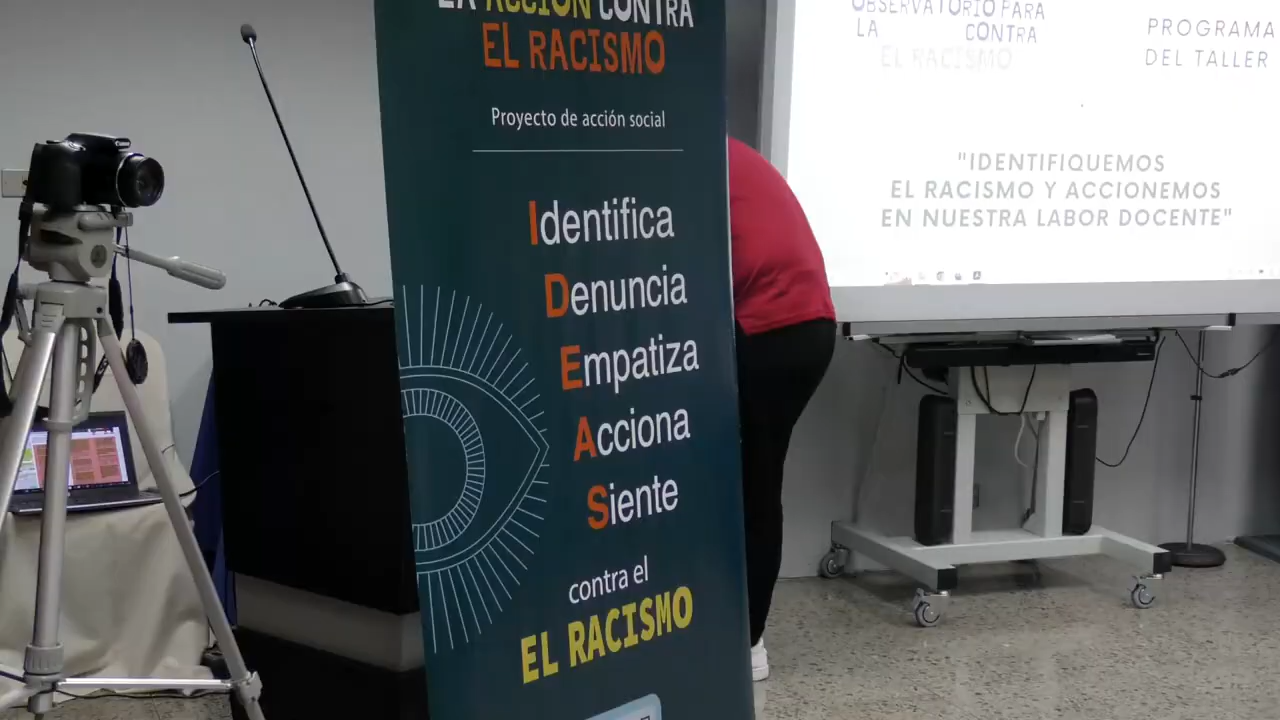 LA ACCIÓN CONTRA
EL RACISMO
Proyecto de acción social
Identifica
Denuncia
Empatiza
Acciona
Siente
contra el
EL RACISMO
OBSERVATORIO PARA
LA CONTRA
EL RACISMO
PROGRAMA
DEL TALLER
"IDENTIFIQUEMOS
EL RACISMO Y ACCIONEMOS
EN NUESTRA LABOR DOCENTE"
Canon